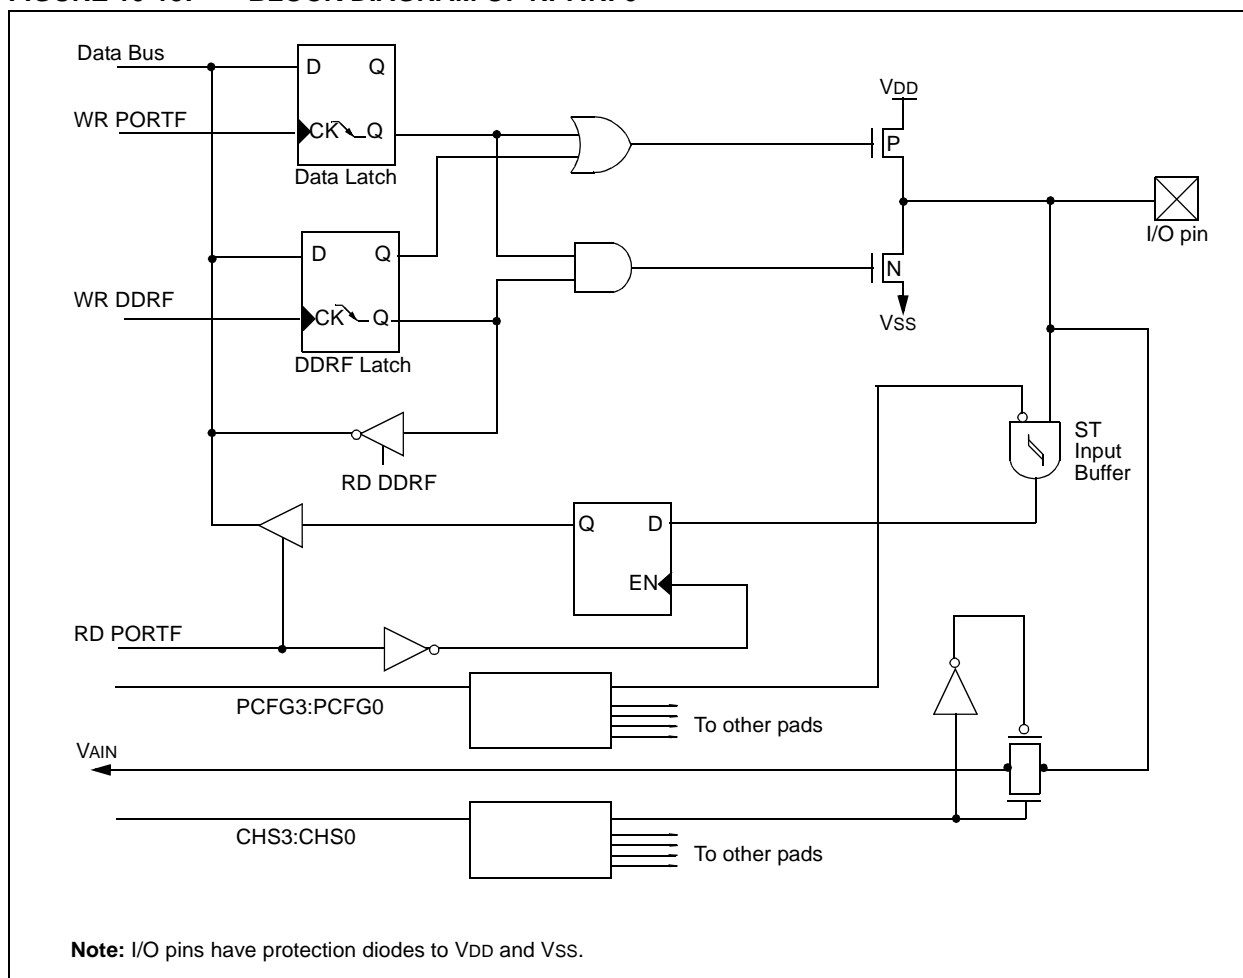 Data Bus
D Q
VDD
WR PORTF
CK Q
P
Data Latch
I/O pin
D Q
N
WR DDRF
CK Q
VSS
DDRF Latch
ST
Input
Buffer
RD DDRF
Q D
EN
RD PORTF
PCFG3:PCFG0
To other pads
VAIN
CHS3:CHS0
To other pads
Note: I/O pins have protection diodes to VDD and VSS.